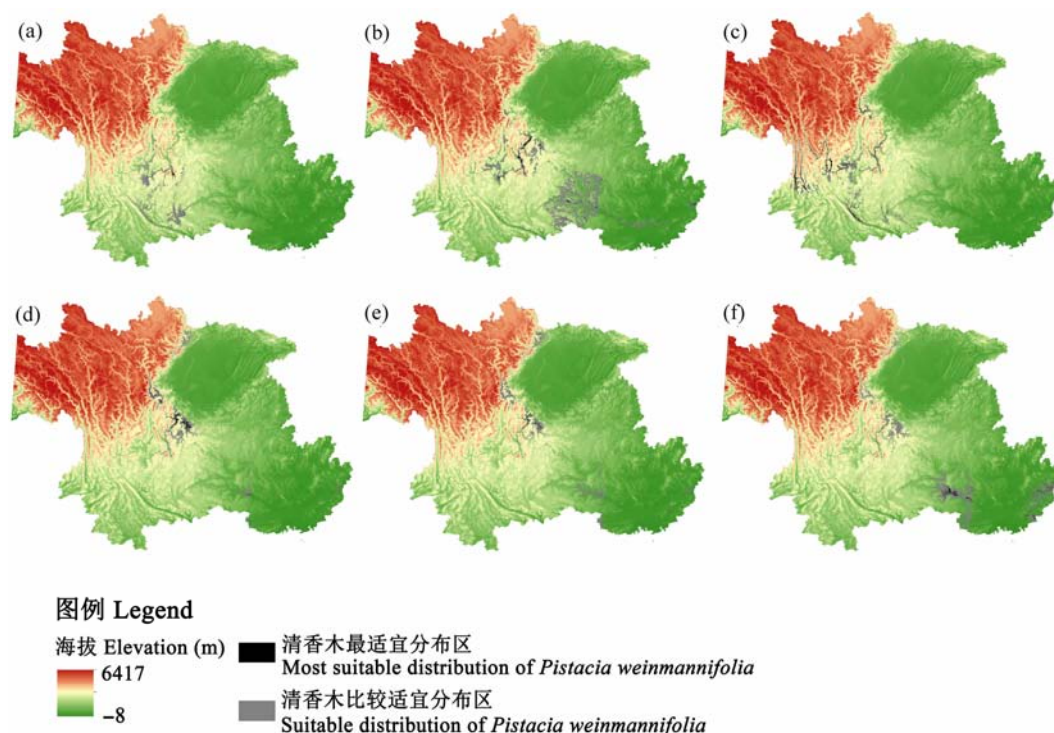 (a)
(b)
(c)
(d)
(e)
(f)
图例 Legend
海拔 Elevation (m)
6417
–8
清香木最适宜分布区
Most suitable distribution of Pistacia weinmannifolia
清香木比较适宜分布区
Suitable distribution of Pistacia weinmannifolia